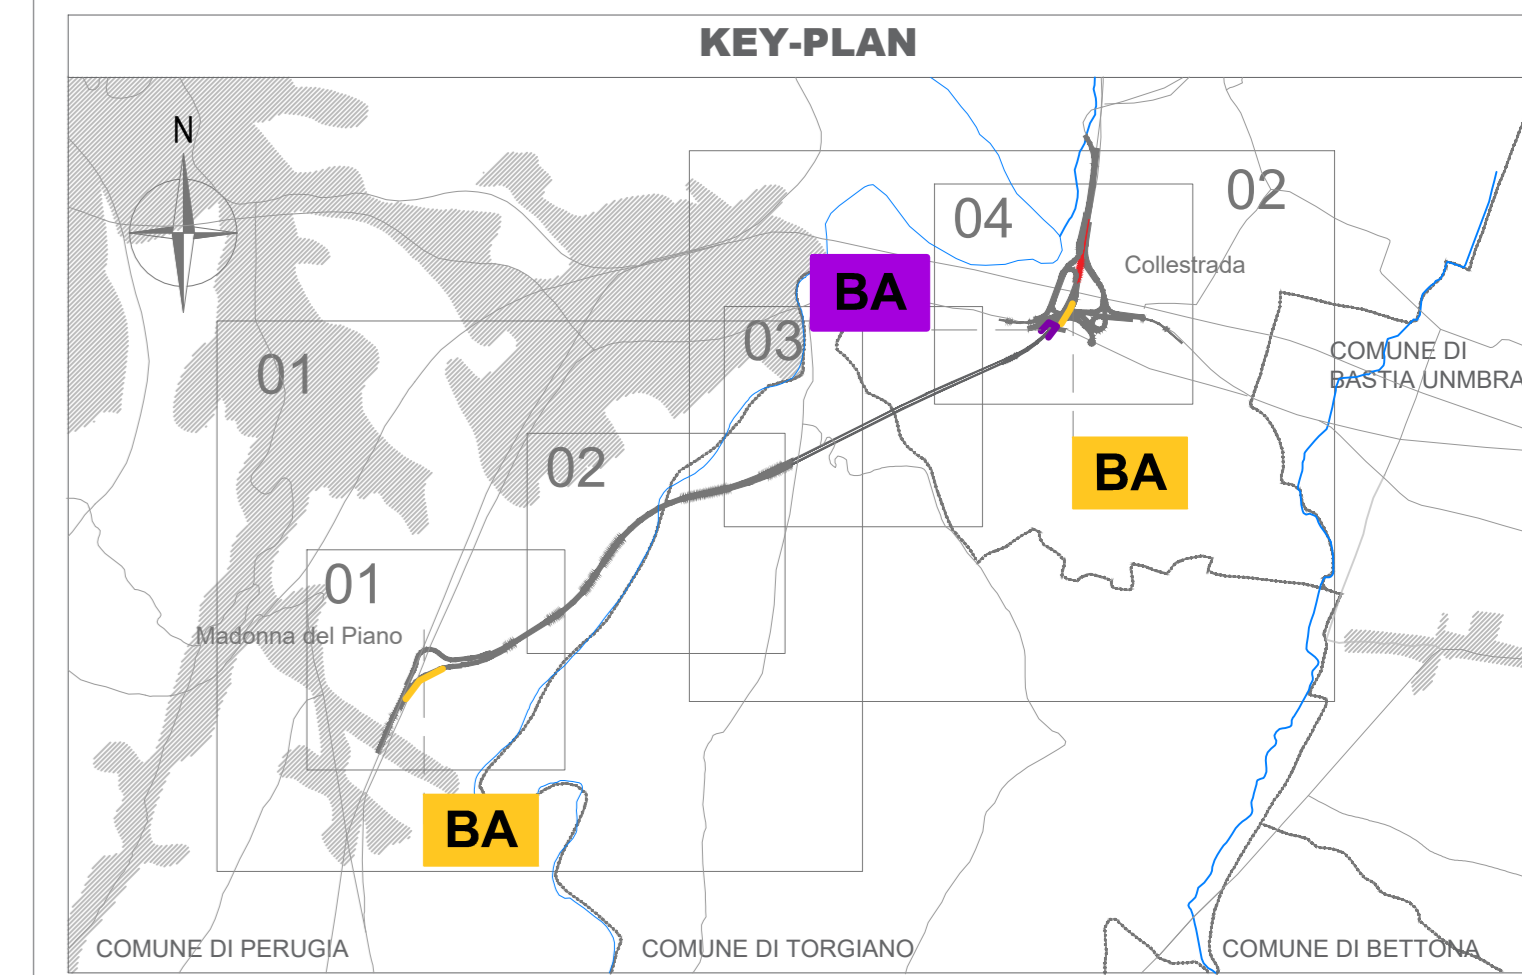 KEY-PLAN
N
02
04
Collestrada
BA
03
01
COMUNE DI
BASTIA UNMBRA
02
BA
01
Madonna del Piano
BA
COMUNE DI PERUGIA
COMUNE DI TORGIANO
COMUNE DI BETTONA